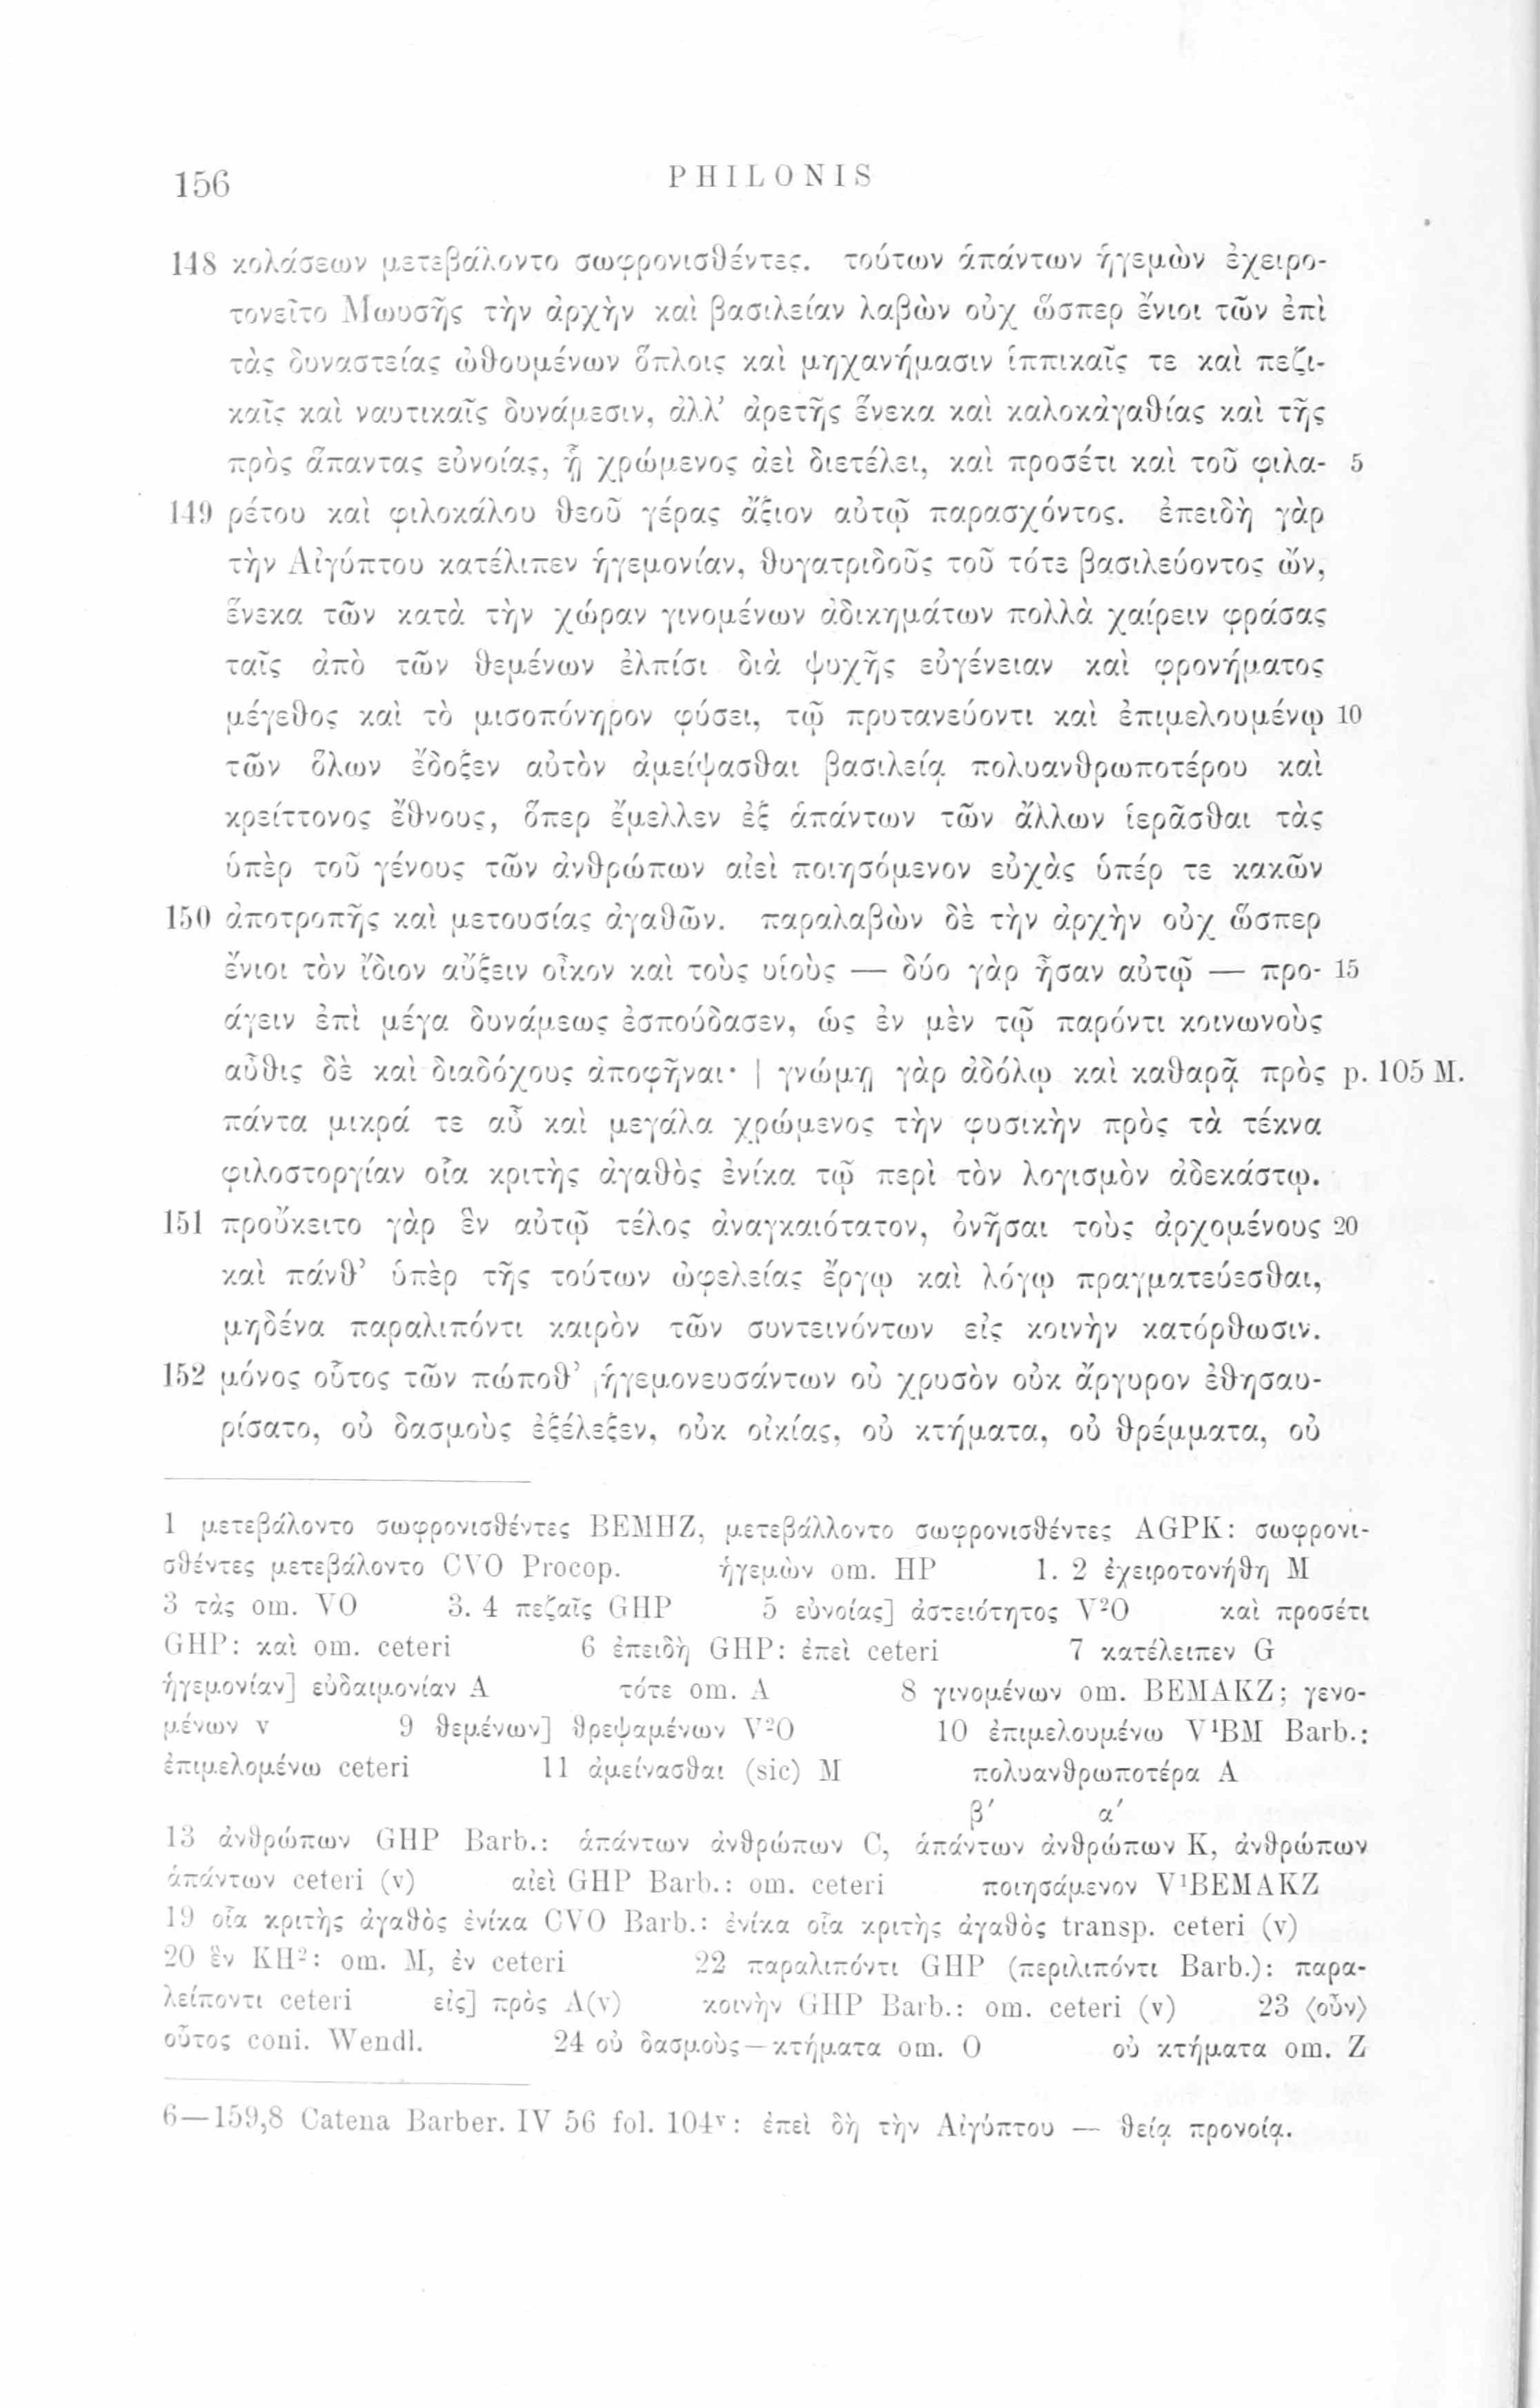 156
PHILONIS
148 κολάσεων μετεβάλοντο σωφρονισθέντες. τούτων ἁπάντων ἡγεμὼν ἐχειρο-
τονεῖτο Μωυσῆς τὴν ἀρχὴν καὶ βασιλείαν λαβὼν οὐχ ὥσπερ ἔνιοι τῶν ἐπὶ
τὰς δυναστείας ὠθουμένων ὅπλοις καὶ μηχανήμασιν ἱππικαῖς τε καὶ πεζι-
καῖς καὶ ναυτικαῖς δυνάμεσιν, ἀλλ’ ἀρετῆς ἕνεκα καὶ καλοκἀγαθίας καὶ τῆς
πρὸς ἅπαντας εὐνοίας, ᾗ χρώμενος ἀεὶ διετέλει, καὶ προσέτι καὶ τοῦ φιλα- 5
149 ρέτου καὶ φιλοκάλου θεοῦ γέρας ἄξιον αὐτῷ παρασχόντος. ἐπειδὴ γὰρ
τὴν Αἰγύπτου κατέλιπεν ἡγεμονίαν, θυγατριδοῦς τοῦ τότε βασιλεύοντος ὤν,
ἕνεκα τῶν κατὰ τὴν χώραν γινομένων ἀδικημάτων πολλὰ χαίρειν φράσας
ταῖς ἀπὸ τῶν θεμένων ἐλπίσι διὰ ψυχῆς εὐγένειαν καὶ φρονήματος
μέγεθος καὶ τὸ μισοπόνηρον φύσει, τῷ πρυτανεύοντι καὶ ἐπιμελουμένῳ 10
τῶν ὅλων ἔδοξεν αὐτὸν ἀμείψασθαι βασιλείᾳ πολυανθρωποτέρου καὶ
κρείττονος ἔθνους, ὅπερ ἔμελλεν ἐξ ἁπάντων τῶν ἄλλων ἱερᾶσθαι τὰς
ὑπὲρ τοῦ γένους τῶν ἀνθρώπων αἰεὶ ποιησόμενον εὐχὰς ὑπέρ τε κακῶν
150 ἀποτροπῆς καὶ μετουσίας ἀγαθῶν. παραλαβὼν δὲ τὴν ἀρχὴν οὐχ ὥσπερ
ἔνιοι τὸν ἴδιον αὔξειν οἶκον καὶ τοὺς υἱοὺς — δύο γὰρ ἦσαν αὐτῷ — προ- 15
άγειν ἐπὶ μέγα δυνάμεως ἐσπούδασεν, ὡς ἐν μὲν τῷ παρόντι κοινωνοὺς
αὖθις δὲ καὶ διαδόχους ἀποφῆναι· | γνώμῃ γὰρ ἀδόλῳ καὶ καθαρᾷ πρὸς p. 105 M.
πάντα μικρά τε αὖ καὶ μεγάλα χρώμενος τὴν φυσικὴν πρὸς τὰ τέκνα
φιλοστοργίαν οἷα κριτὴς ἀγαθὸς ἐνίκα τῷ περὶ τὸν λογισμὸν ἀδεκάστῳ.
151 προὔκειτο γὰρ ἓν αὐτῷ τέλος ἀναγκαιότατον, ὀνῆσαι τοὺς ἀρχομένους 20
καὶ πάνθ’ ὑπὲρ τῆς τούτων ὠφελείας ἔργῳ καὶ λόγῳ πραγματεύεσθαι,
μηδένα παραλιπόντι καιρὸν τῶν συντεινόντων εἰς κοινὴν κατόρθωσιν.
152 μόνος οὗτος τῶν πώποθ’ ἡγεμονευσάντων οὐ χρυσὸν οὐκ ἄργυρον ἐθησαυ-
ρίσατο, οὐ δασμοὺς ἐξέλεξεν, οὐκ οἰκίας, οὐ κτήματα, οὐ θρέμματα, οὐ
1 μετεβάλοντο σωφρονισθέντες BEMHZ, μετεβάλλοντο σωφρονισθέντες AGPK: σωφρονι-
σθέντες μετεβάλοντο CVO Procop. ἡγεμὼν om. HP 1. 2 ἐχειροτονήθη M
3 τὰς om. VO 3. 4 πεζαῖς GHP 5 εὐνοίας] ἀστειότητος V²O καὶ προσέτι
GHP: καὶ om. ceteri 6 ἐπειδὴ GHP: ἐπεὶ ceteri 7 κατέλειπεν G
ἡγεμονίαν] εὐδαιμονίαν A τότε om. A 8 γινομένων om. BEMAKZ; γενο-
μένων v 9 θεμένων] θρεψαμένων V²O 10 ἐπιμελουμένω V¹BM Barb.:
ἐπιμελομένω ceteri 11 ἀμείνασθαι (sic) M πολυανθρωποτέρα A
β′ α′
13 ἀνθρώπων GHP Barb.: ἁπάντων ἀνθρώπων C, ἁπάντων ἀνθρώπων K, ἀνθρώπων
ἁπάντων ceteri (v) αἰεὶ GHP Barb.: om. ceteri ποιησάμενον V¹BEMAKZ
19 οἷα κριτὴς ἀγαθὸς ἐνίκα CVO Barb.: ἐνίκα οἷα κριτὴς ἀγαθὸς transp. ceteri (v)
20 ἓν KH²: om. M, ἐν ceteri 22 παραλιπόντι GHP (περιλιπόντι Barb.): παρα-
λείποντι ceteri εἰς] πρὸς A(v) κοινὴν GHP Barb.: om. ceteri (v) 23 ⟨οὖν⟩
οὗτος coni. Wendl. 24 οὐ δασμοὺς — κτήματα om. O οὐ κτήματα om. Z
6—159,8 Catena Barber. IV 56 fol. 104ᵛ: ἐπεὶ δὴ τὴν Αἰγύπτου — θείᾳ προνοίᾳ.